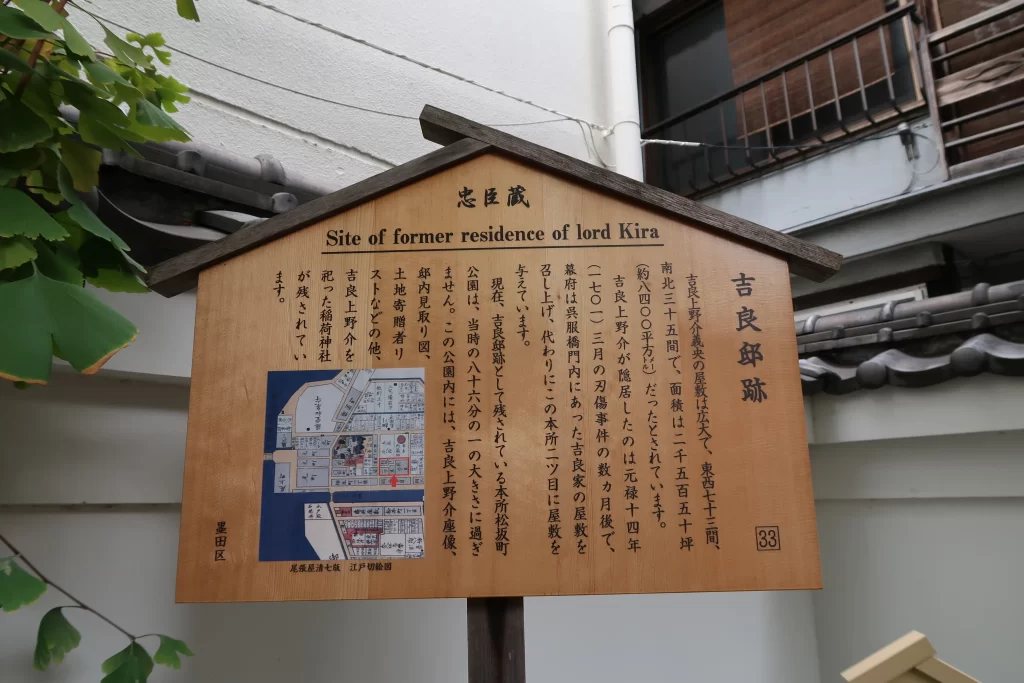 忠臣蔵
Site of former residence of lord Kira
吉良邸跡
吉良上野介義央の屋敷は広大で、東西七十三間、
南北三十五間で、面積は二千五百五十坪
(約八四〇〇平方メートル)だったとされています。
吉良上野介が隠居したのは元禄十四年
(一七〇一)三月の刃傷事件の数ヵ月後で、
幕府は呉服橋門内にあった吉良家の屋敷を
召し上げ、代わりにこの本所二ツ目に屋敷を
与えています。
現在、吉良邸跡として残されている本所松坂町
公園は、当時の八十六分の一の大きさに過ぎ
ません。この公園内には、吉良上野介座像、
邸内見取り図、
土地寄贈者リ
ストなどの他、
吉良上野介を
祀った稲荷神社
が残されてい
ます。
33
尾張屋清七版 江戸切絵図
墨田区